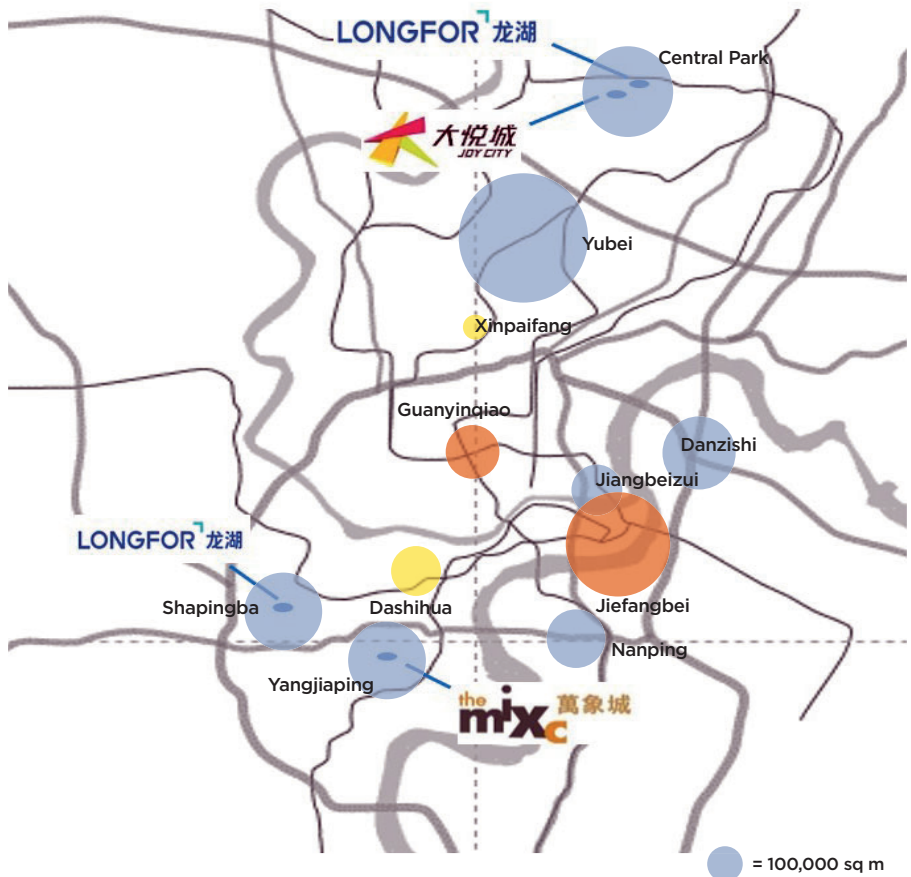 LONGFOR 龙湖
Central Park
大悦城
JOY CITY
Yubei
Xinpaifang
Guanyinqiao
Danzishi
Jiangbeizui
LONGFOR 龙湖
Shapingba
Dashihua
Jiefangbei
Nanping
Yangjiaping
the mixc 萬象城
= 100,000 sq m